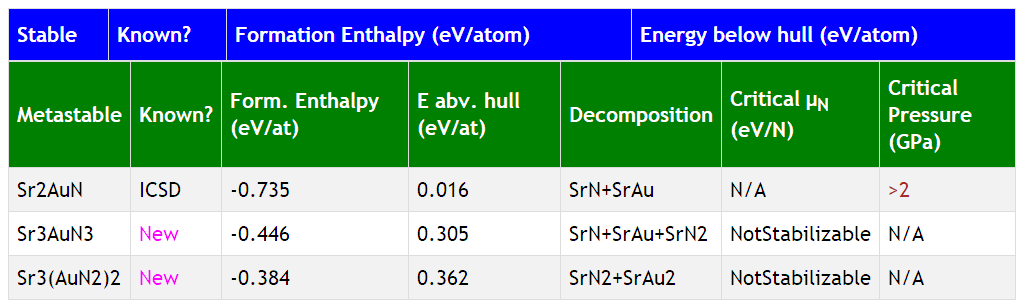 Stable Known? Formation Enthalpy (eV/atom) Energy below hull (eV/atom)
Metastable Known? Form. Enthalpy (eV/at) E abv. hull (eV/at) Decomposition Critical μN (eV/N) Critical Pressure (GPa)
Sr2AuN ICSD -0.735 0.016 SrN+SrAu N/A >2
Sr3AuN3 New -0.446 0.305 SrN+SrAu+SrN2 NotStabilizable N/A
Sr3(AuN2)2 New -0.384 0.362 SrN2+SrAu2 NotStabilizable N/A